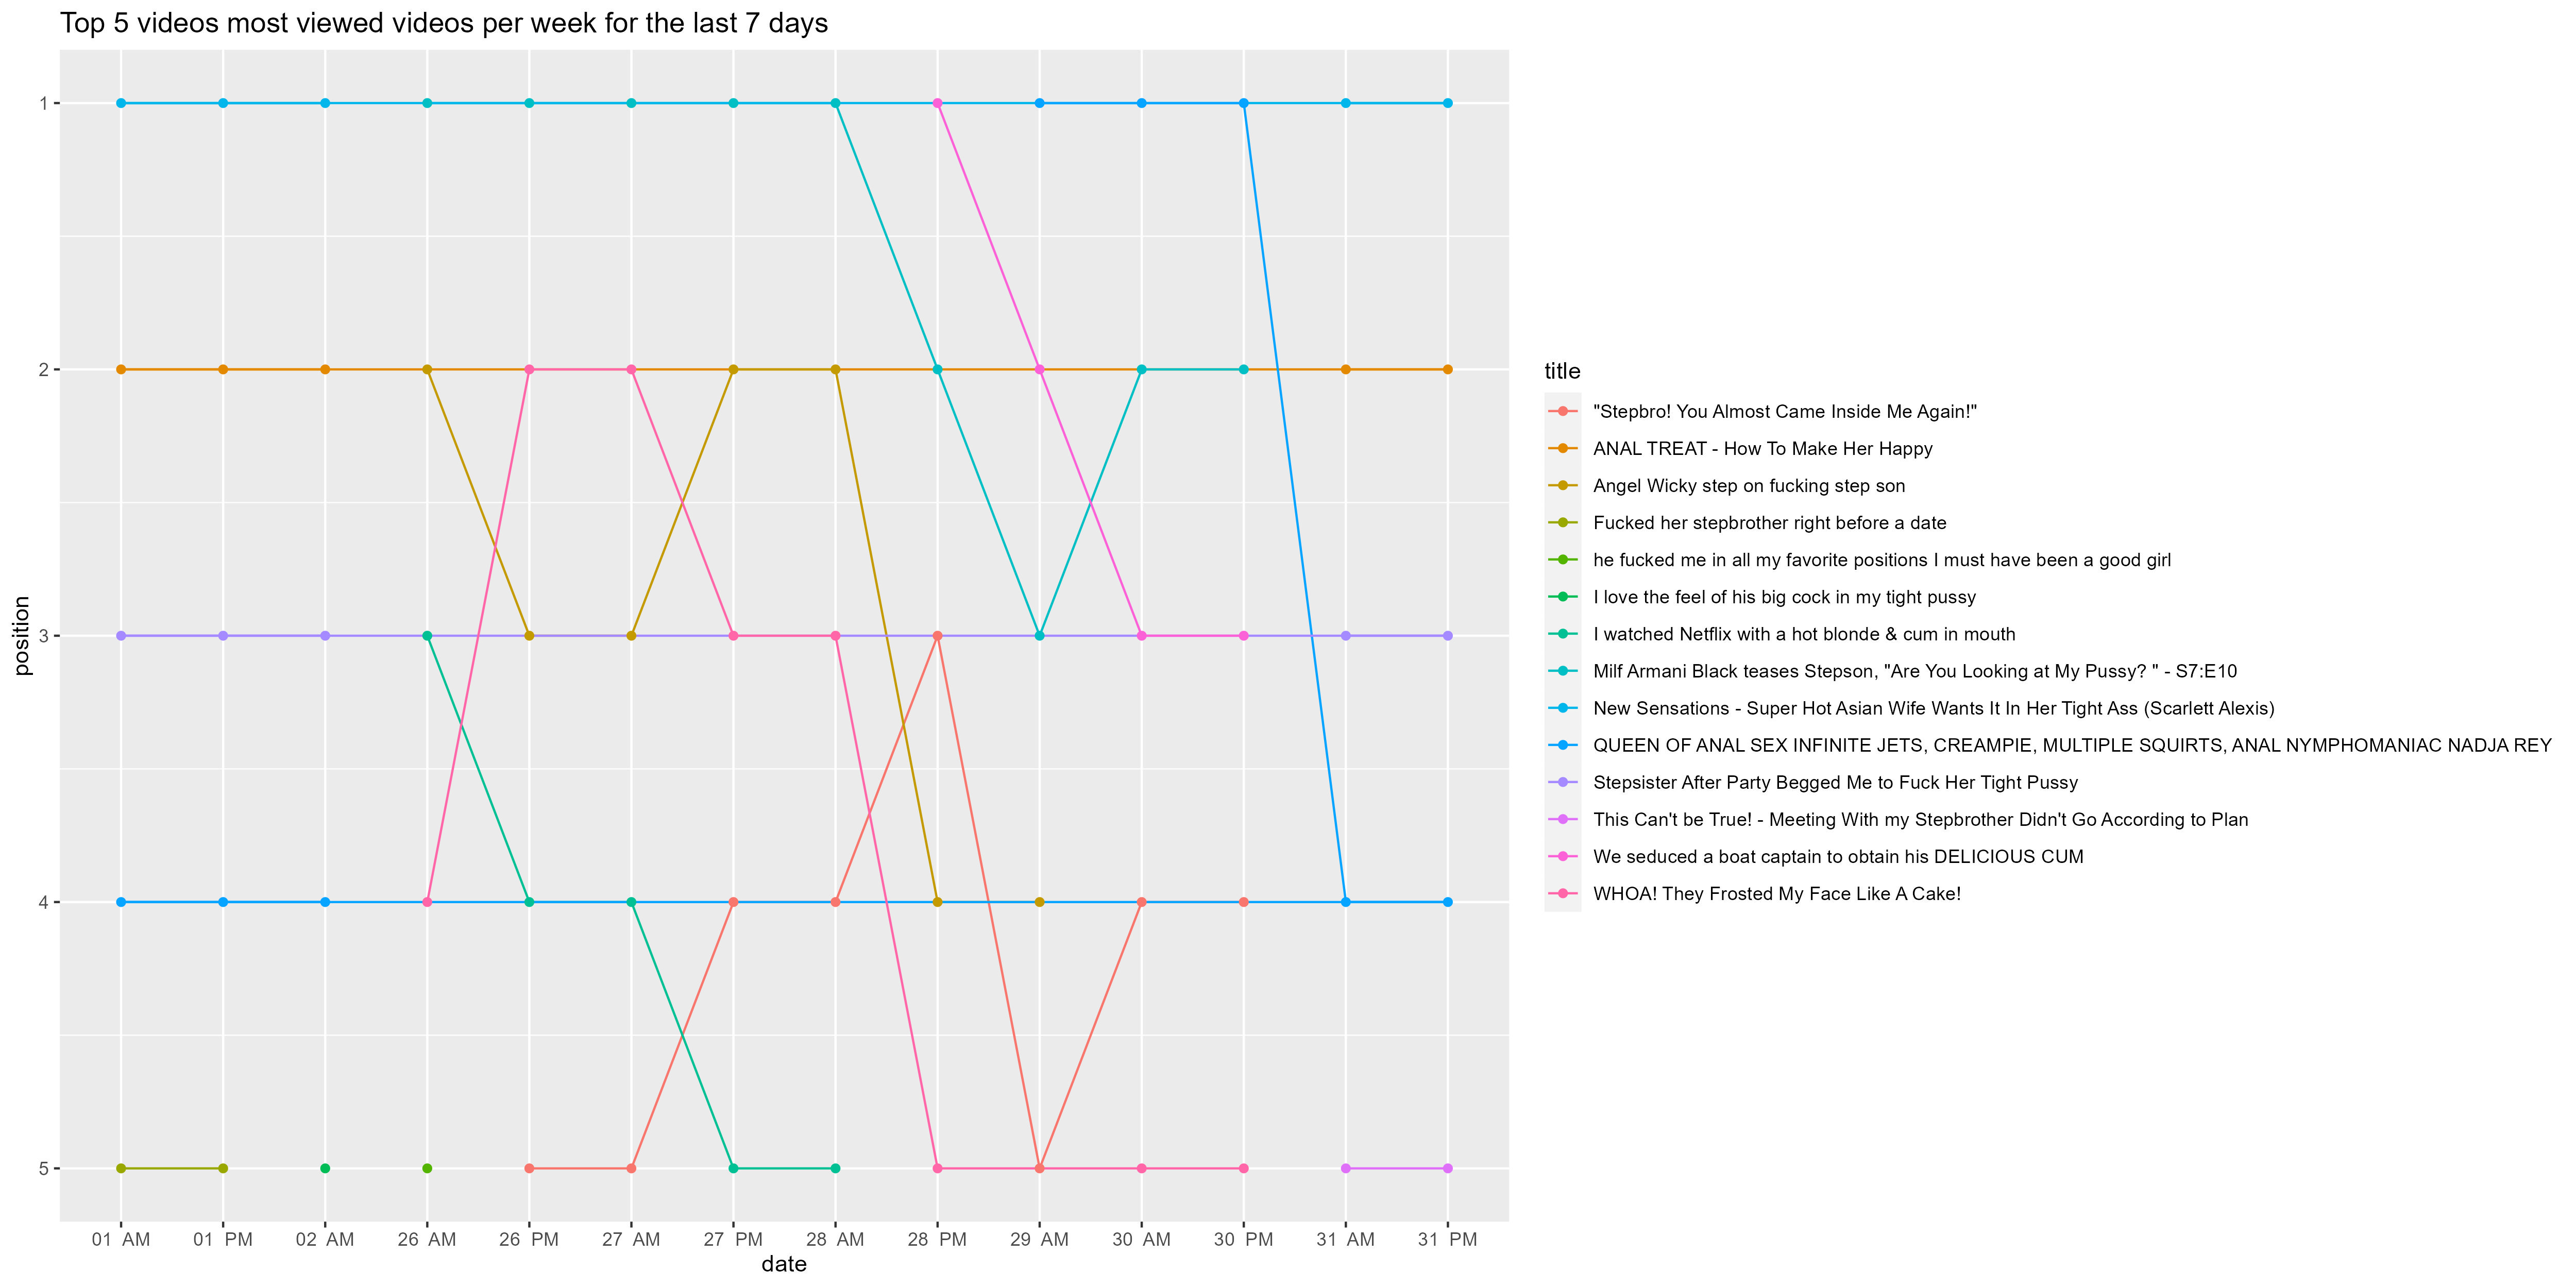 Top 5 videos most viewed videos per week for the last 7 days
position
1
2
3
4
5
01 AM 01 PM 02 AM 26 AM 26 PM 27 AM 27 PM 28 AM 28 PM 29 AM 30 AM 30 PM 31 AM 31 PM
date
title
"Stepbro! You Almost Came Inside Me Again!"
ANAL TREAT - How To Make Her Happy
Angel Wicky step on fucking step son
Fucked her stepbrother right before a date
he fucked me in all my favorite positions I must have been a good girl
I love the feel of his big cock in my tight pussy
I watched Netflix with a hot blonde & cum in mouth
Milf Armani Black teases Stepson, "Are You Looking at My Pussy? " - S7:E10
New Sensations - Super Hot Asian Wife Wants It In Her Tight Ass (Scarlett Alexis)
QUEEN OF ANAL SEX INFINITE JETS, CREAMPIE, MULTIPLE SQUIRTS, ANAL NYMPHOMANIAC NADJA REY
Stepsister After Party Begged Me to Fuck Her Tight Pussy
This Can't be True! - Meeting With my Stepbrother Didn't Go According to Plan
We seduced a boat captain to obtain his DELICIOUS CUM
WHOA! They Frosted My Face Like A Cake!